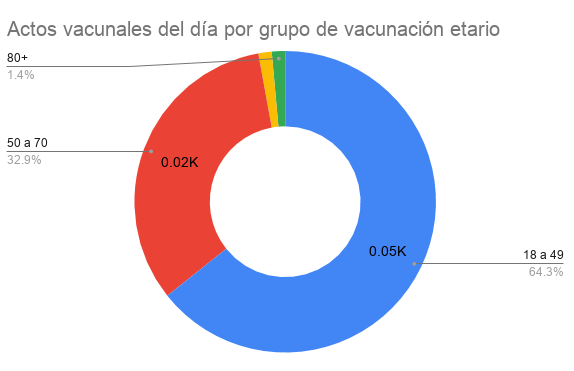 Actos vacunales del día por grupo de vacunación etario
80+
1.4%
50 a 70
32.9%
0.02K
0.05K
18 a 49
64.3%